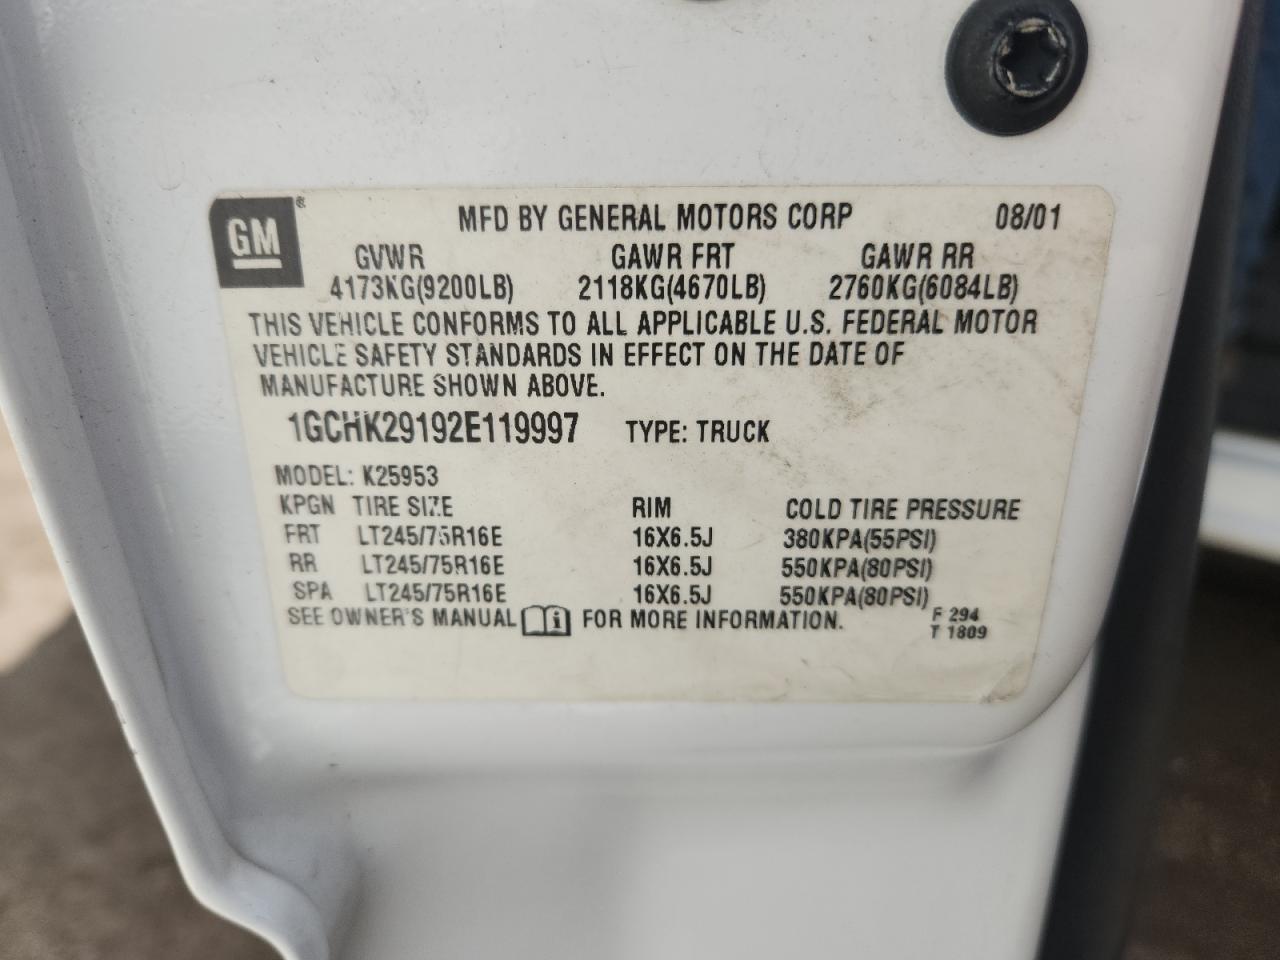 GM ® MFD BY GENERAL MOTORS CORP 08/01
GVWR GAWR FRT GAWR RR
4173KG(9200LB) 2118KG(4670LB) 2760KG(6084LB)
THIS VEHICLE CONFORMS TO ALL APPLICABLE U.S. FEDERAL MOTOR
VEHICLE SAFETY STANDARDS IN EFFECT ON THE DATE OF
MANUFACTURE SHOWN ABOVE.
1GCHK29192E119997 TYPE: TRUCK
MODEL: K25953
KPGN TIRE SIZE RIM COLD TIRE PRESSURE
FRT LT245/75R16E 16X6.5J 380KPA(55PSI)
RR LT245/75R16E 16X6.5J 550KPA(80PSI)
SPA LT245/75R16E 16X6.5J 550KPA(80PSI)
SEE OWNER'S MANUAL i FOR MORE INFORMATION. F 294
T 1809